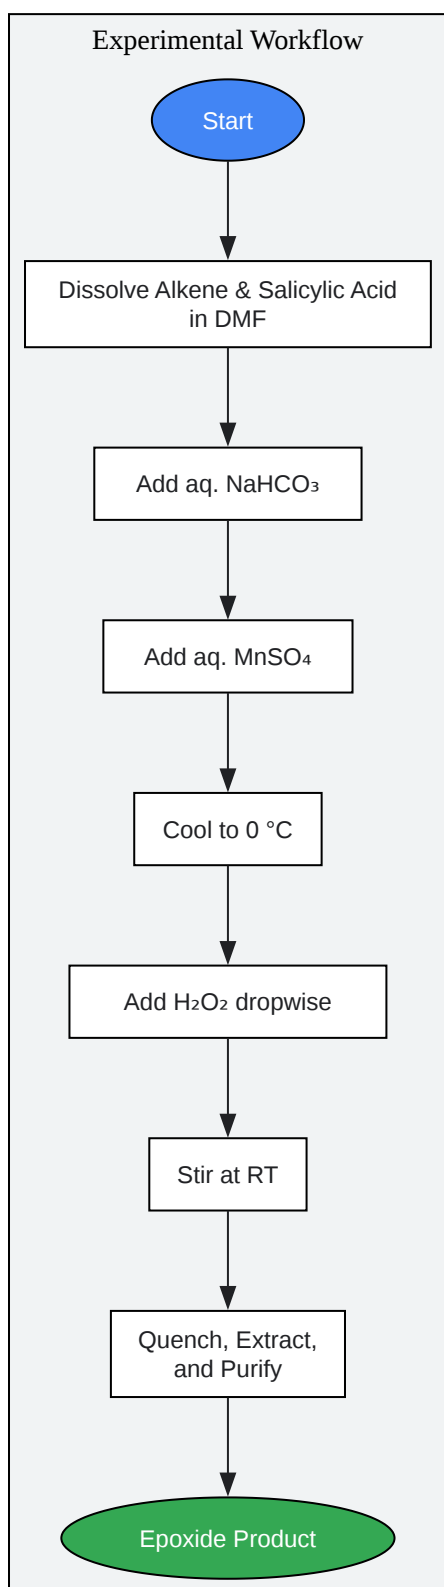 Experimental Workflow
Start
Dissolve Alkene & Salicylic Acid
in DMF
Add aq. NaHCO₃
Add aq. MnSO₄
Cool to 0 °C
Add H₂O₂ dropwise
Stir at RT
Quench, Extract,
and Purify
Epoxide Product